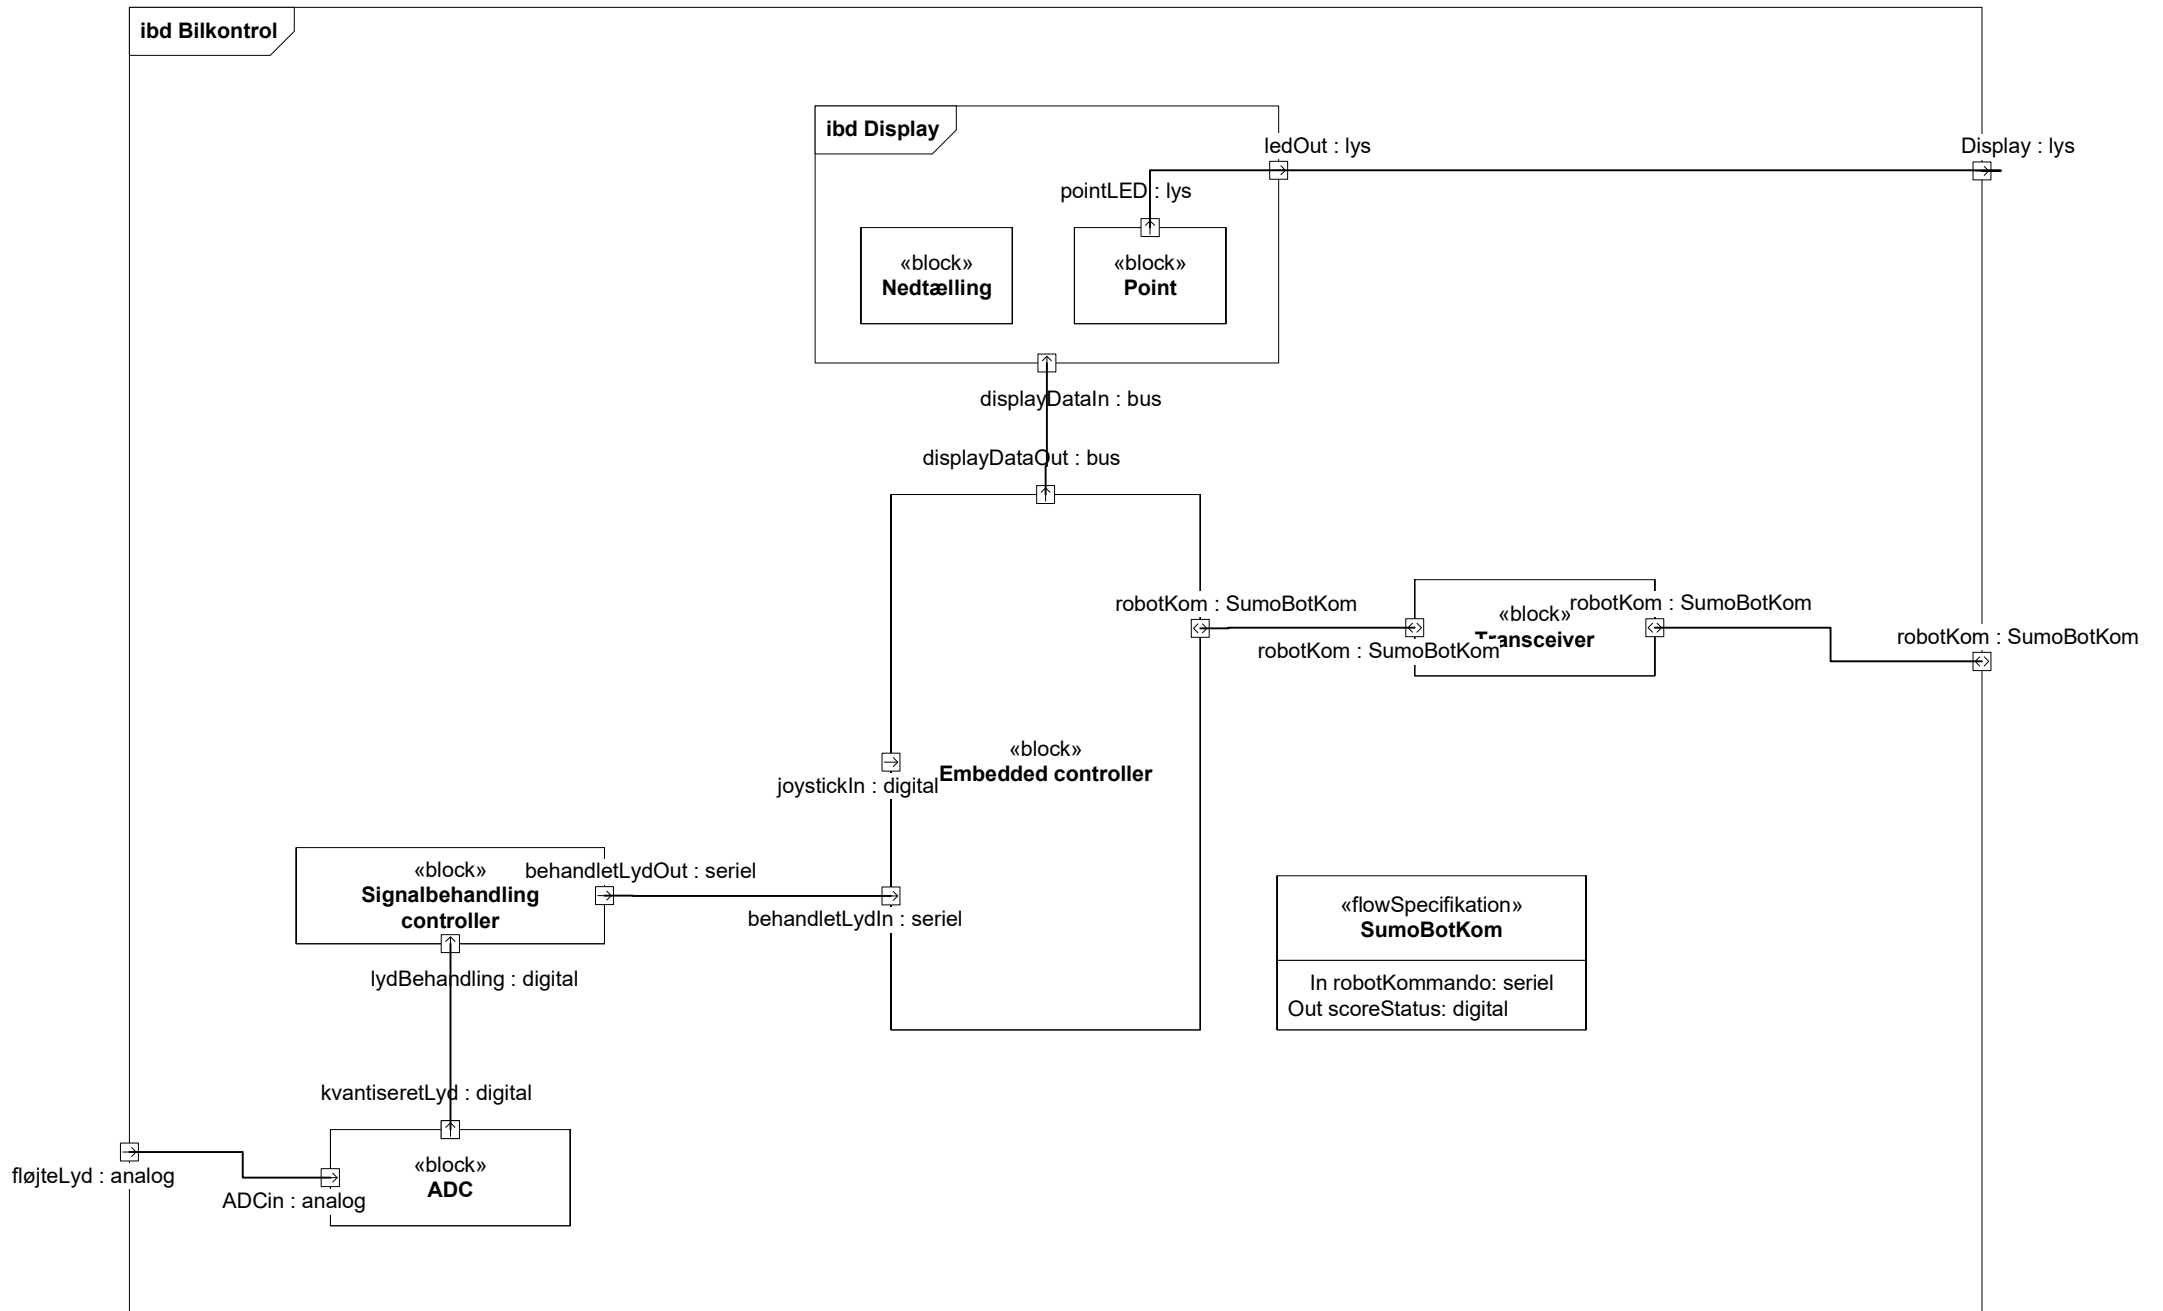 ibd Bilkontrol
ibd Display
ledOut : lys
Display : lys
pointLED : lys
«block»
Nedtælling
«block»
Point
displayDataIn : bus
displayDataOut : bus
robotKom : SumoBotKom
robotKom : SumoBotKom
«block»
Transceiver
robotKom : SumoBotKom
robotKom : SumoBotKom
«block»
Embedded controller
joystickIn : digital
«block»
Signalbehandling
controller
behandletLydOut : seriel
behandletLydIn : seriel
«flowSpecifikation»
SumoBotKom
In robotKommando: seriel
Out scoreStatus: digital
lydBehandling : digital
kvantiseretLyd : digital
«block»
ADC
fløjteLyd : analog
ADCin : analog